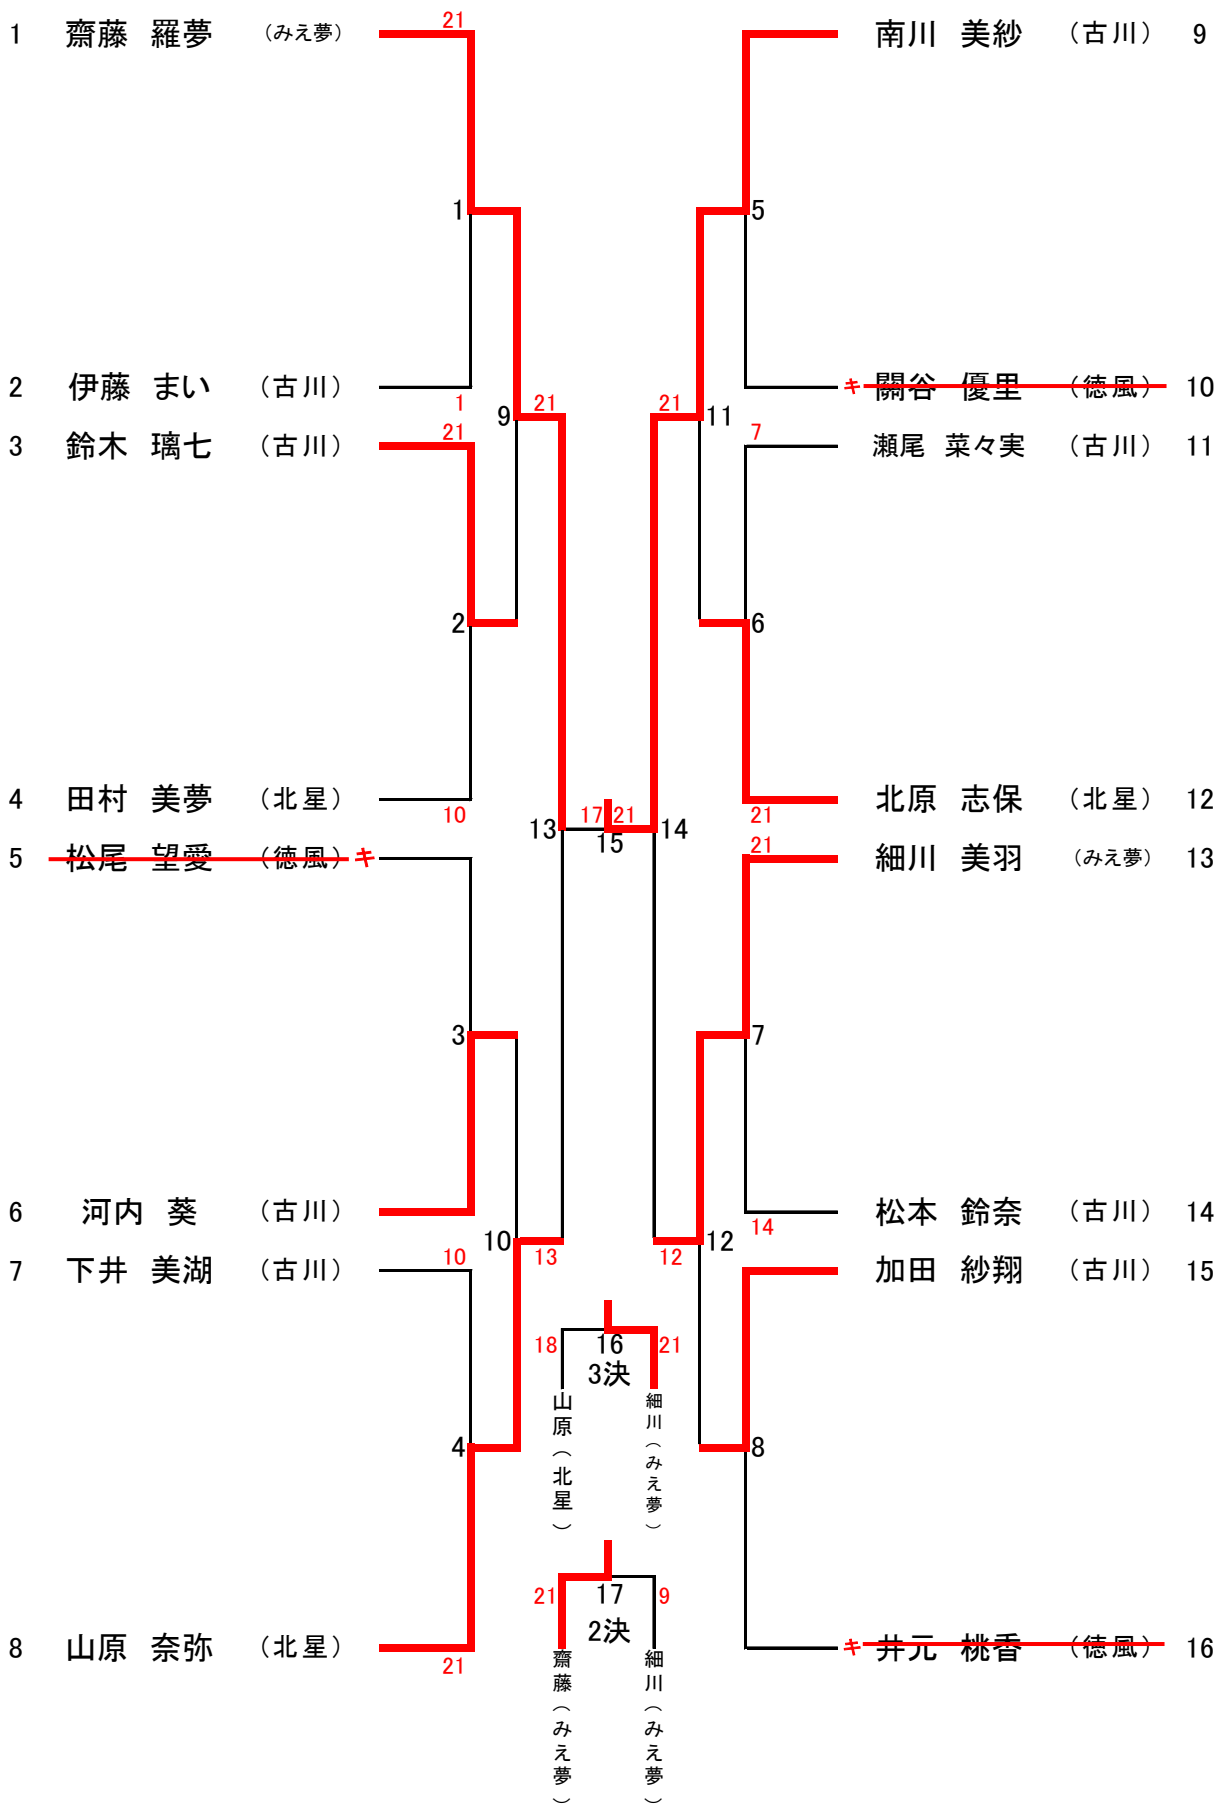 1 齋藤 羅夢 (みえ夢) 21
南川 美紗 (古川) 9
1
5
2 伊藤 まい (古川) 1
キ 關谷 優里 (徳風) 10
9 21
21 11
3 鈴木 璃七 (古川) 21
7 瀬尾 菜々実 (古川) 11
2
6
4 田村 美夢 (北星) 10
21 北原 志保 (北星) 12
13 17 21 14
15
5 松尾 望愛 (徳風) キ
21 細川 美羽 (みえ夢) 13
3
7
6 河内 葵 (古川)
14 松本 鈴奈 (古川) 14
10 13
12 12
7 下井 美湖 (古川) 10
加田 紗翔 (古川) 15
18 16 21
3決
山原(北星)
細川(みえ夢)
4
8
21 17 9
2決
齋藤(みえ夢)
細川(みえ夢)
8 山原 奈弥 (北星) 21
キ 井元 桃香 (徳風) 16